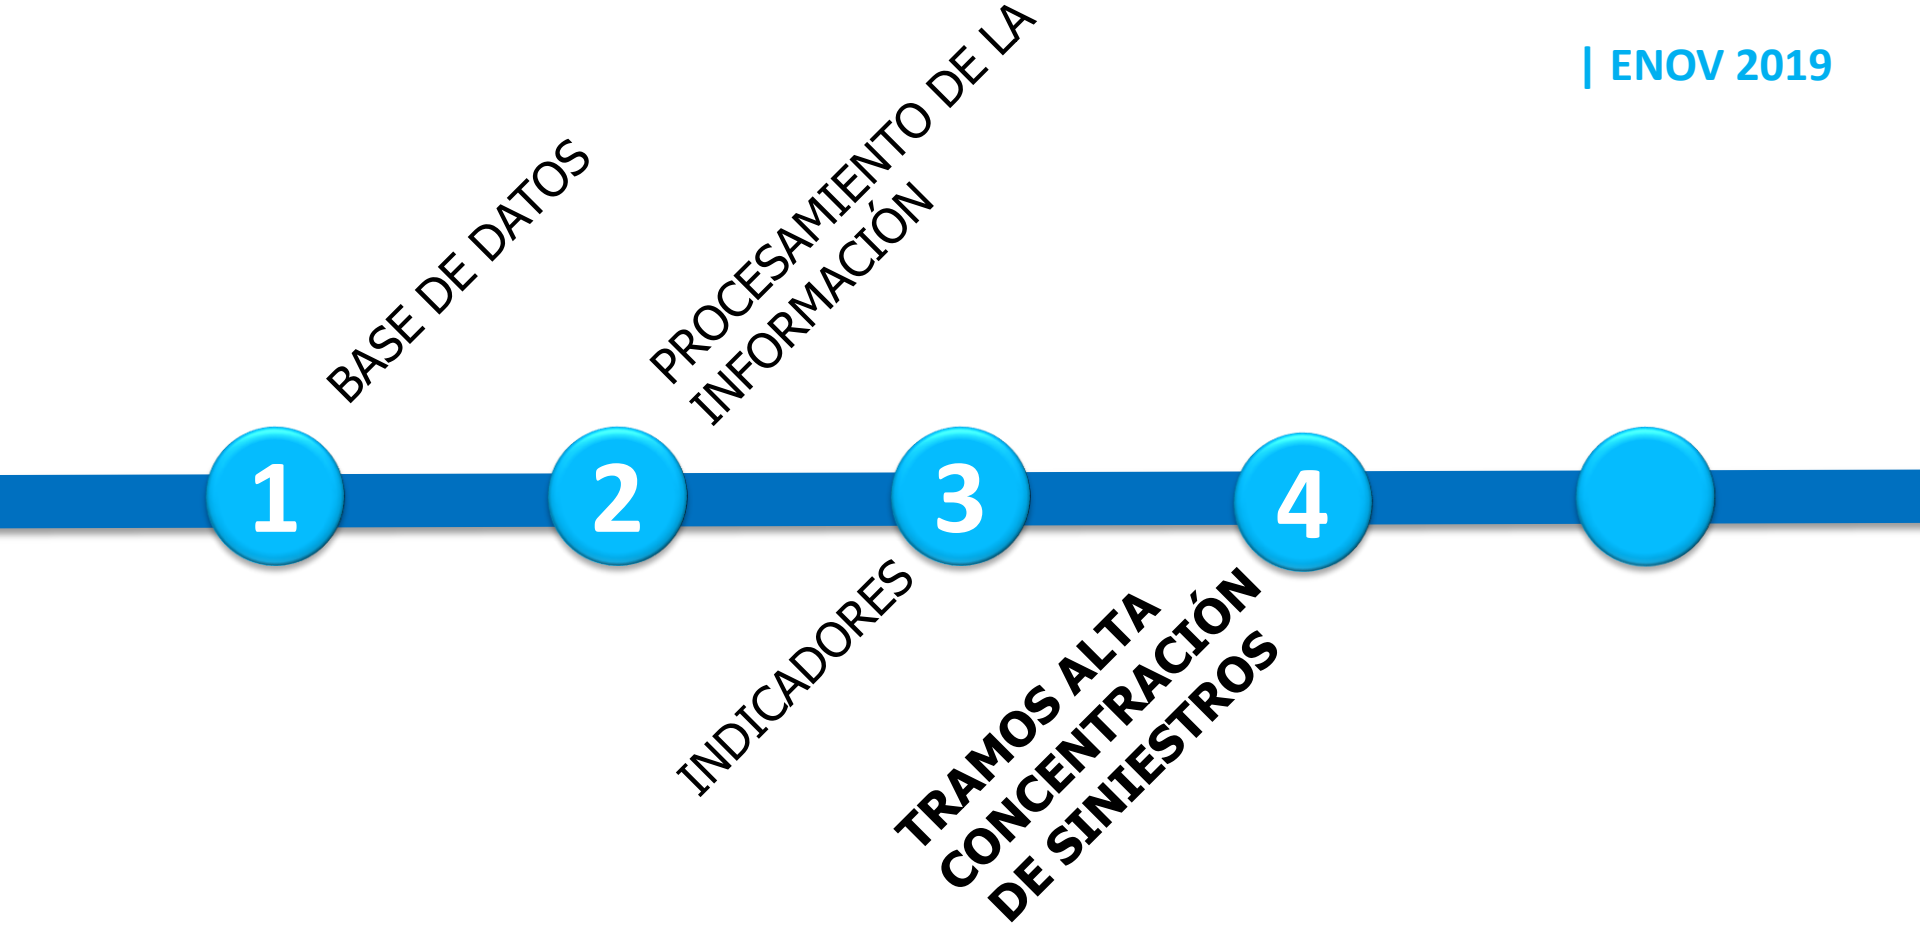 | ENOV 2019
BASE DE DATOS
PROCESAMIENTO DE LA
INFORMACIÓN
1
2
3
4
INDICADORES
TRAMOS ALTA
CONCENTRACIÓN
DE SINIESTROS